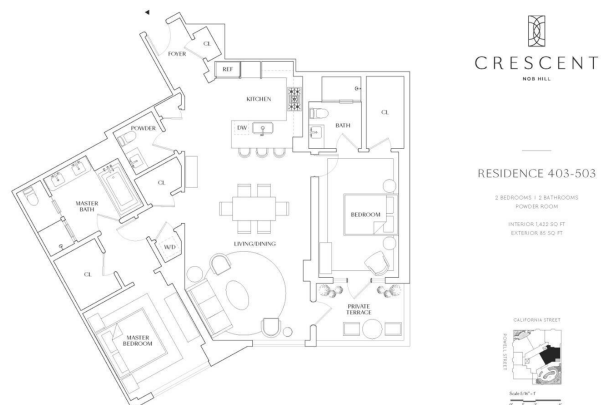 FOYER
CL
REF
KITCHEN
DW
POWDER
CL
BATH
CL
MASTER
BATH
CL
W/D
LIVING/DINING
BEDROOM
MASTER
BEDROOM
PRIVATE
TERRACE
CRESCENT
NOB HILL
RESIDENCE 403-503
2 BEDROOMS
2 BATHROOMS
POWDER ROOM
INTERIOR 1,422 SQ FT
EXTERIOR 85 SQ FT
CALIFORNIA STREET
POWELL STREET